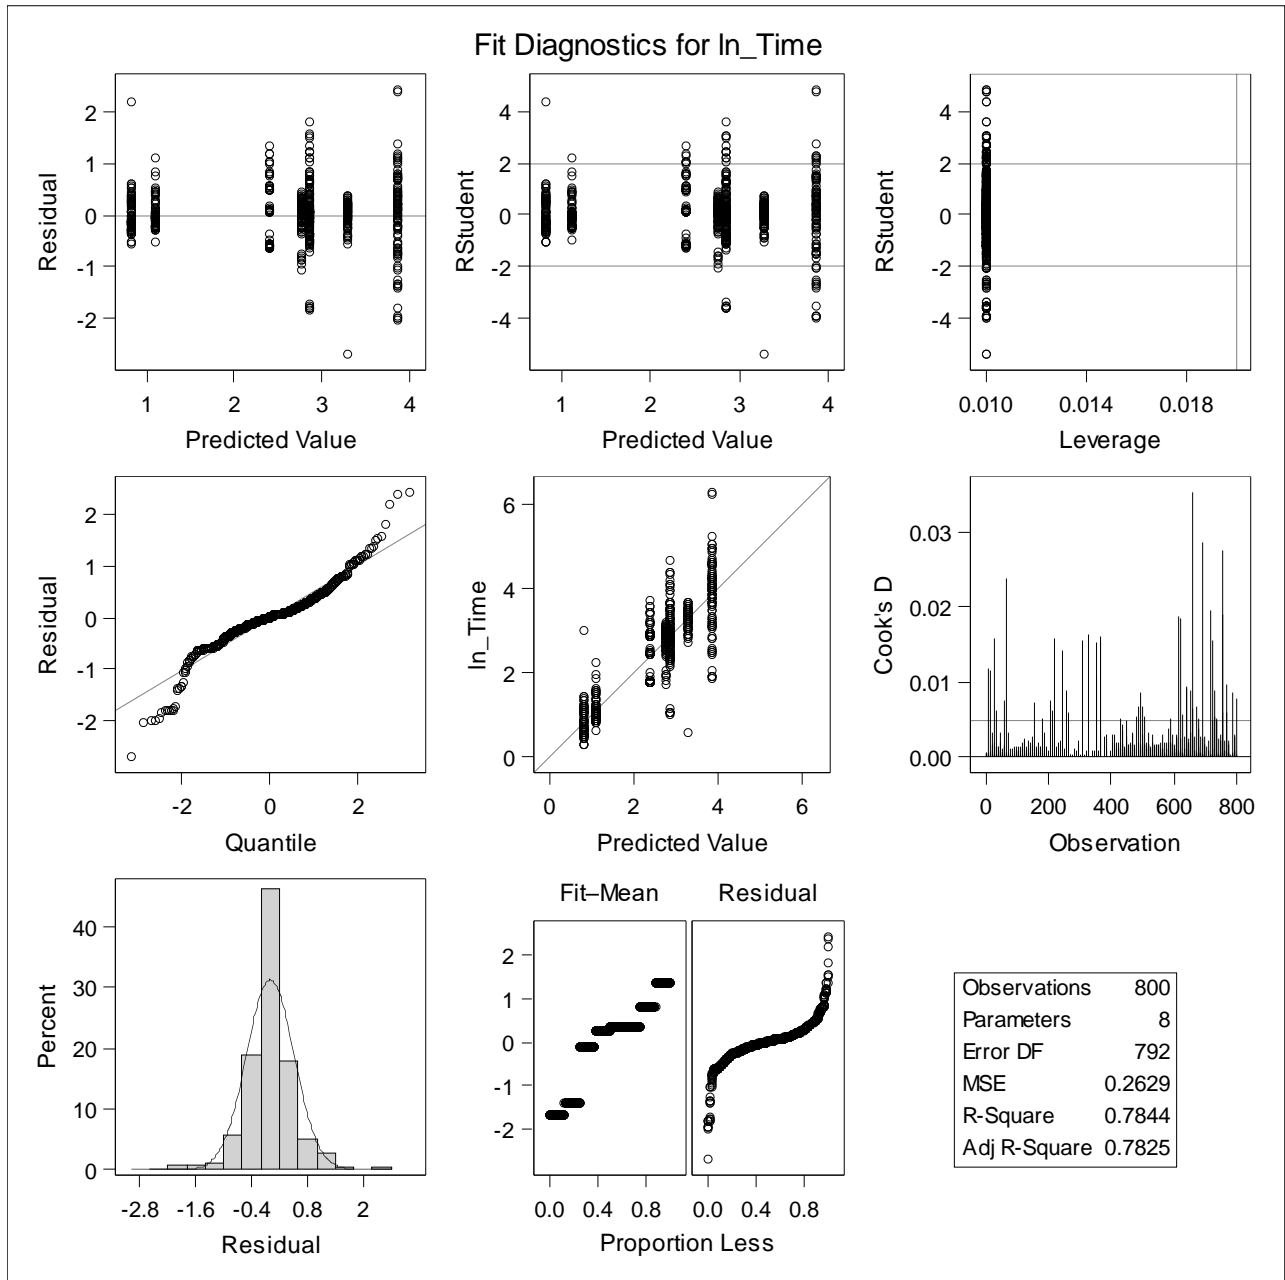 Fit Diagnostics for ln_Time
Residual
2
1
0
-1
-2
1 2 3 4
Predicted Value
RStudent
4
2
0
-2
-4
1 2 3 4
Predicted Value
RStudent
4
2
0
-2
-4
0.010 0.014 0.018
Leverage
Residual
2
1
0
-1
-2
-2 0 2
Quantile
ln_Time
6
4
2
0
0 2 4 6
Predicted Value
Cook's D
0.03
0.02
0.01
0.00
0 200 400 600 800
Observation
Percent
40
30
20
10
0
-2.8 -1.6 -0.4 0.8 2
Residual
Fit–Mean Residual
2
1
0
-1
-2
0.0 0.4 0.8 0.0 0.4 0.8
Proportion Less
Observations 800
Parameters 8
Error DF 792
MSE 0.2629
R-Square 0.7844
Adj R-Square 0.7825